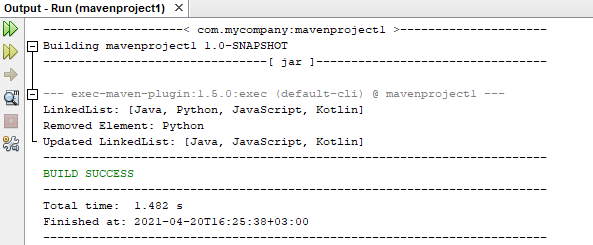 Output - Run (mavenproject1) ×
--------------------< com.mycompany:mavenproject1 >---------------------
Building mavenproject1 1.0-SNAPSHOT
--------------------------------[ jar ]---------------------------------
--- exec-maven-plugin:1.5.0:exec (default-cli) @ mavenproject1 ---
LinkedList: [Java, Python, JavaScript, Kotlin]
Removed Element: Python
Updated LinkedList: [Java, JavaScript, Kotlin]
------------------------------------------------------------------------
BUILD SUCCESS
------------------------------------------------------------------------
Total time:  1.482 s
Finished at: 2021-04-20T16:25:38+03:00
------------------------------------------------------------------------